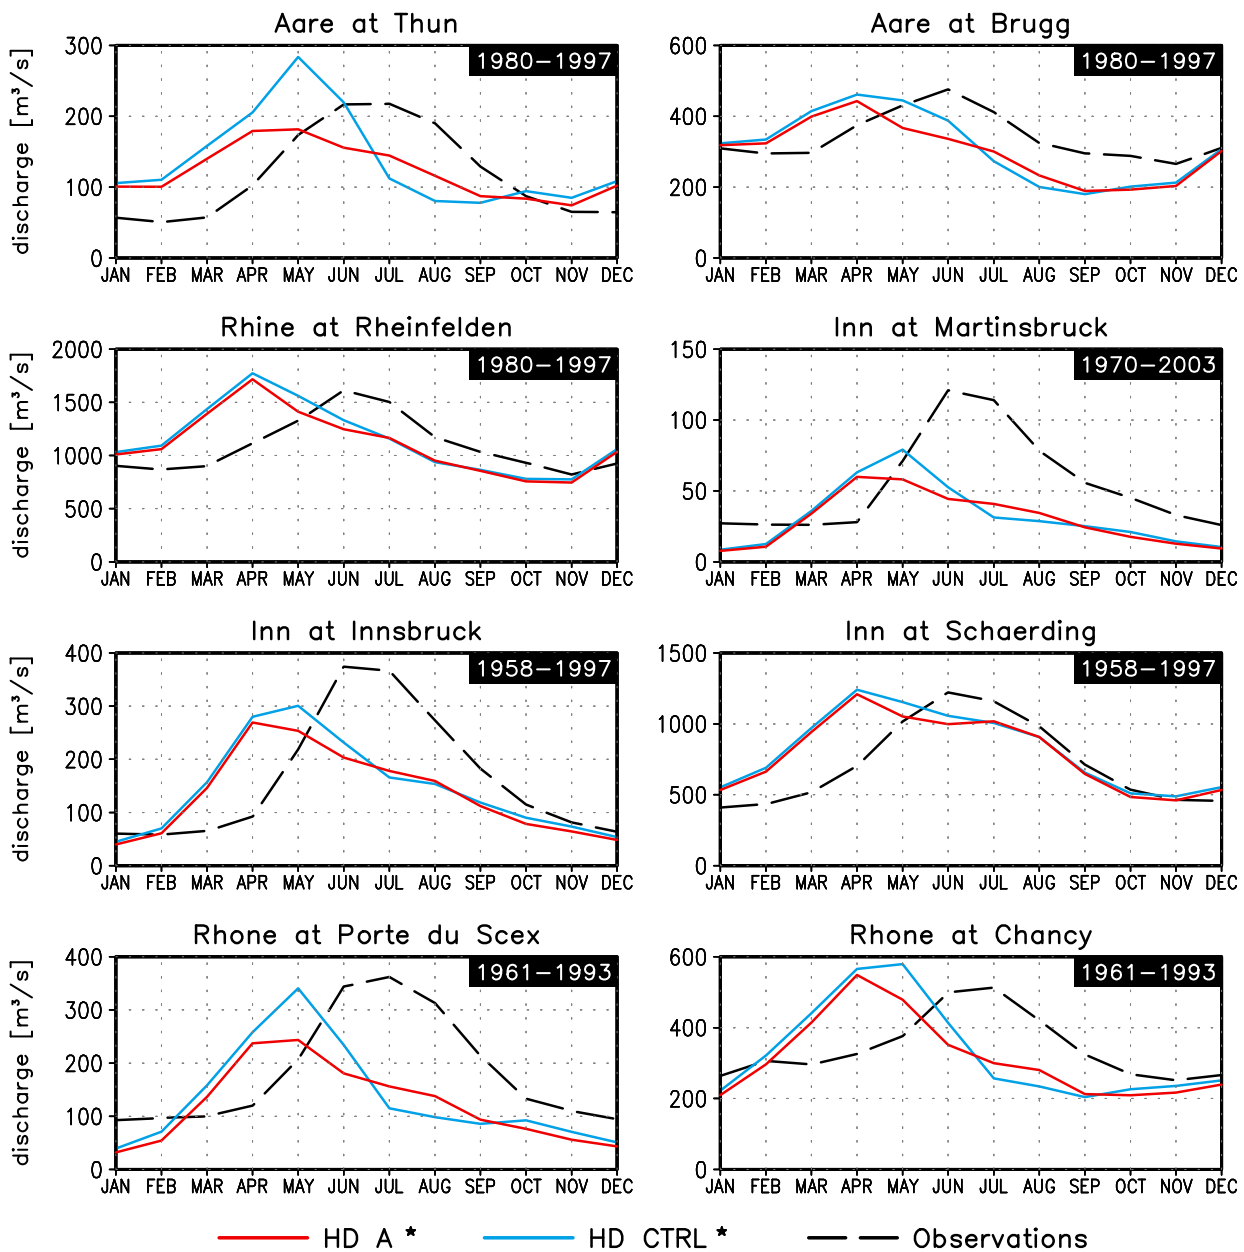 Aare at Thun
Aare at Brugg
discharge [m³/s]
300
200
100
0
1980-1997
JAN FEB MAR APR MAY JUN JUL AUG SEP OCT NOV DEC
600
400
200
0
1980-1997
JAN FEB MAR APR MAY JUN JUL AUG SEP OCT NOV DEC
Rhine at Rheinfelden
Inn at Martinsbruck
discharge [m³/s]
2000
1500
1000
500
0
1980-1997
JAN FEB MAR APR MAY JUN JUL AUG SEP OCT NOV DEC
150
100
50
0
1970-2003
JAN FEB MAR APR MAY JUN JUL AUG SEP OCT NOV DEC
Inn at Innsbruck
Inn at Schaerding
discharge [m³/s]
400
300
200
100
0
1958-1997
JAN FEB MAR APR MAY JUN JUL AUG SEP OCT NOV DEC
1500
1000
500
0
1958-1997
JAN FEB MAR APR MAY JUN JUL AUG SEP OCT NOV DEC
Rhone at Porte du Scex
Rhone at Chancy
discharge [m³/s]
400
300
200
100
0
1961-1993
JAN FEB MAR APR MAY JUN JUL AUG SEP OCT NOV DEC
600
400
200
0
1961-1993
JAN FEB MAR APR MAY JUN JUL AUG SEP OCT NOV DEC
HD A * HD CTRL * Observations